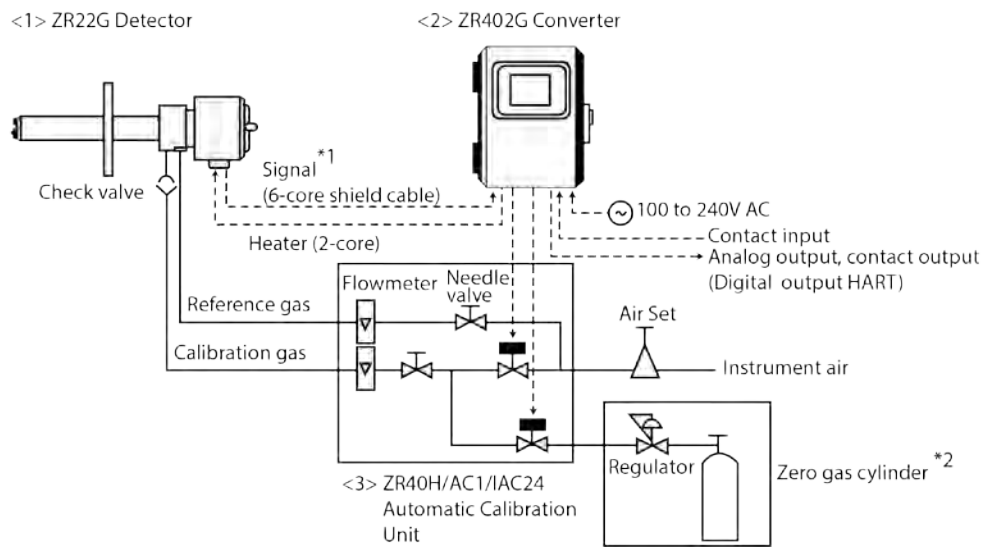 <1> ZR22G Detector
<2> ZR402G Converter
Check valve
Signal *1
(6-core shield cable)
Heater (2-core)
100 to 240V AC
Contact input
Analog output, contact output
(Digital output HART)
Flowmeter
Needle
valve
Reference gas
Calibration gas
Air Set
Instrument air
Regulator
Zero gas cylinder *2
<3> ZR40H/AC1/IAC24
Automatic Calibration
Unit